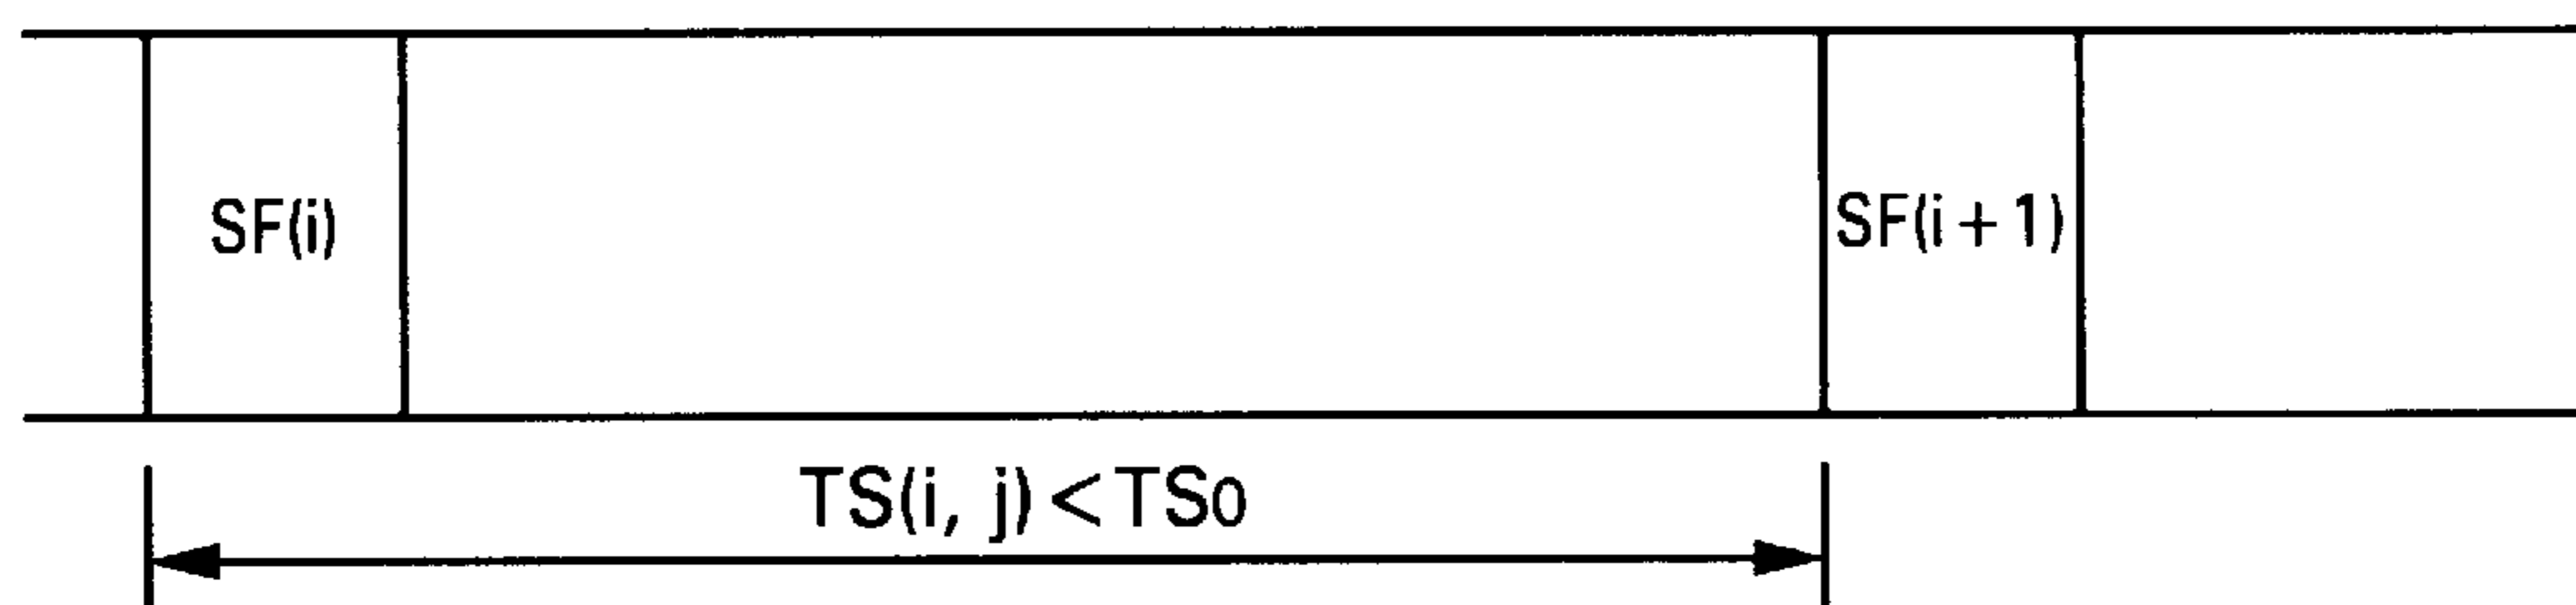 SF(i)
SF(i + 1)
TS(i, j) < TS0